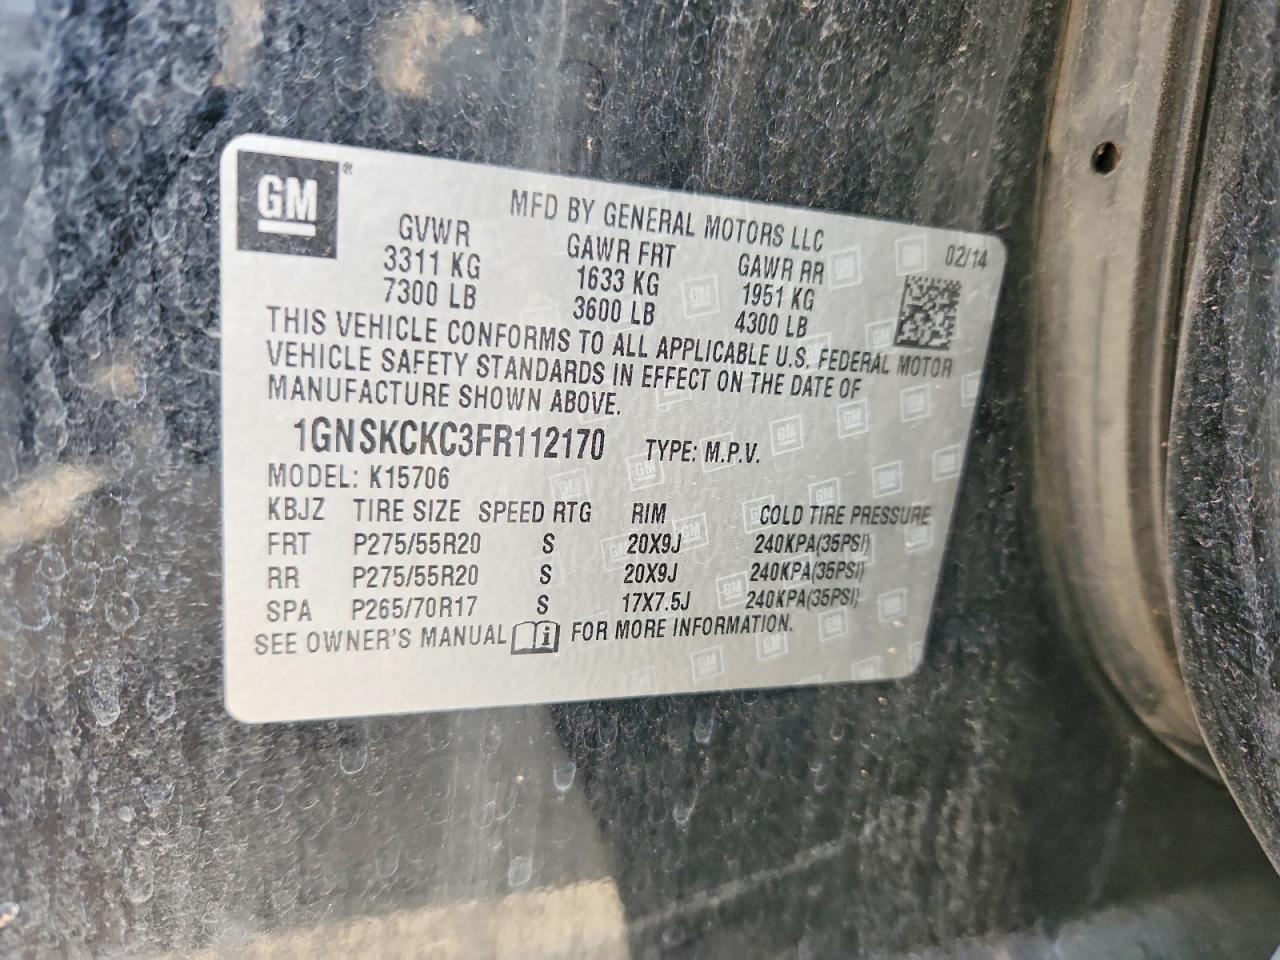 GM®
MFD BY GENERAL MOTORS LLC 02/14
GVWR GAWR FRT GAWR RR
3311 KG 1633 KG 1951 KG
7300 LB 3600 LB 4300 LB
THIS VEHICLE CONFORMS TO ALL APPLICABLE U.S. FEDERAL MOTOR
VEHICLE SAFETY STANDARDS IN EFFECT ON THE DATE OF
MANUFACTURE SHOWN ABOVE.
1GNSKCKC3FR112170 TYPE: M.P.V.
MODEL: K15706
KBJZ TIRE SIZE SPEED RTG RIM COLD TIRE PRESSURE
FRT P275/55R20 S 20X9J 240KPA(35PSI)
RR P275/55R20 S 20X9J 240KPA(35PSI)
SPA P265/70R17 S 17X7.5J 240KPA(35PSI)
SEE OWNER'S MANUAL FOR MORE INFORMATION.